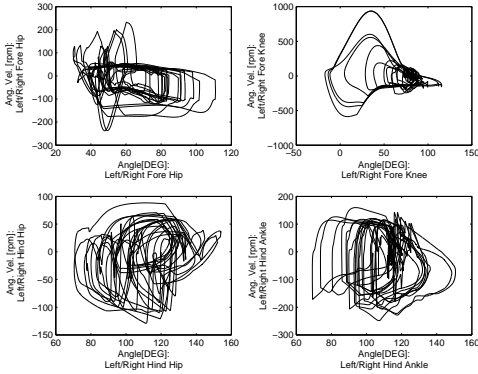 300
200
100
0
−100
−200
−300
20 40 60 80 100 120
Ang. Vel. [rpm]:
Left/Right Fore Hip
Angle[DEG]:
Left/Right Fore Hip
1000
500
0
−500
−1000
−50 0 50 100 150
Ang. Vel. [rpm]:
Left/Right Fore Knee
Angle[DEG]:
Left/Right Fore Knee
100
50
0
−50
−100
−150
60 80 100 120 140 160
Ang. Vel. [rpm]:
Left/Right Hind Hip
Angle[DEG]:
Left/Right Hind Hip
200
100
0
−100
−200
−300
60 80 100 120 140 160
Ang. Vel. [rpm]:
Left/Right Hind Ankle
Angle[DEG]:
Left/Right Hind Ankle